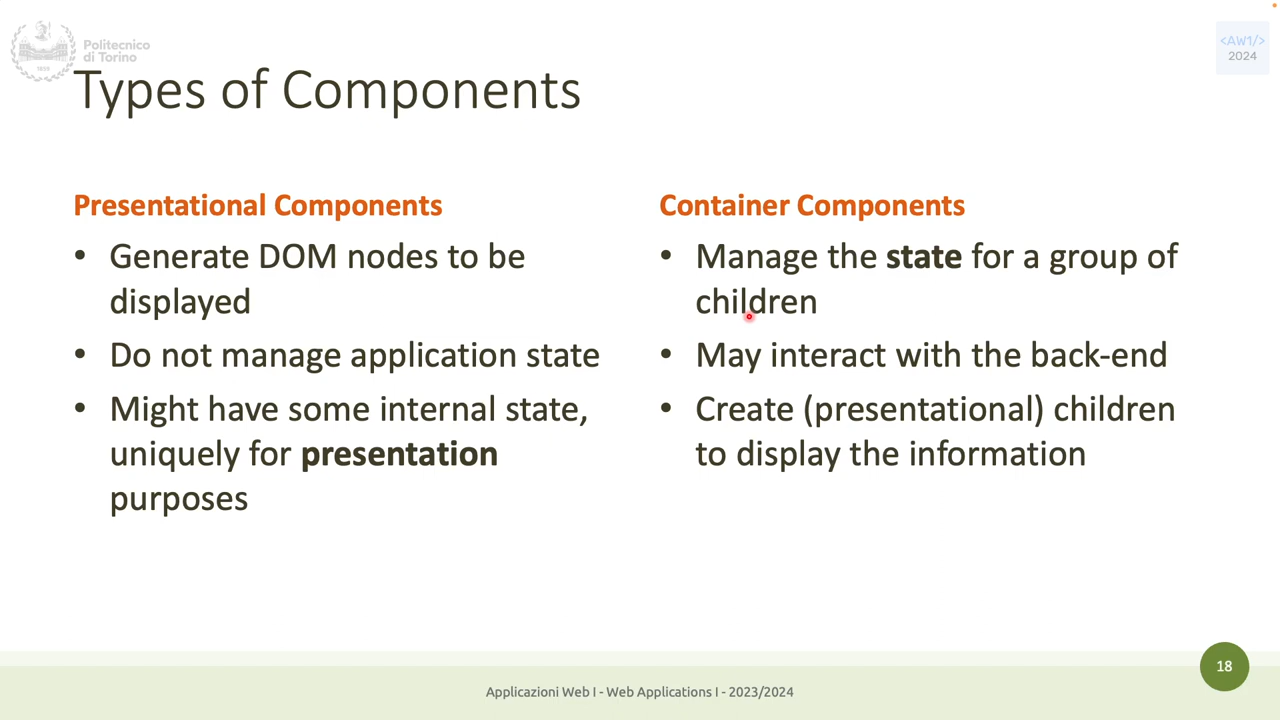 Politecnico
di Torino
1859
<AW1/>
2024
Types of Components
Presentational Components
• Generate DOM nodes to be
displayed
• Do not manage application state
• Might have some internal state,
uniquely for presentation
purposes
Container Components
• Manage the state for a group of
children
• May interact with the back-end
• Create (presentational) children
to display the information
18
Applicazioni Web I - Web Applications I - 2023/2024